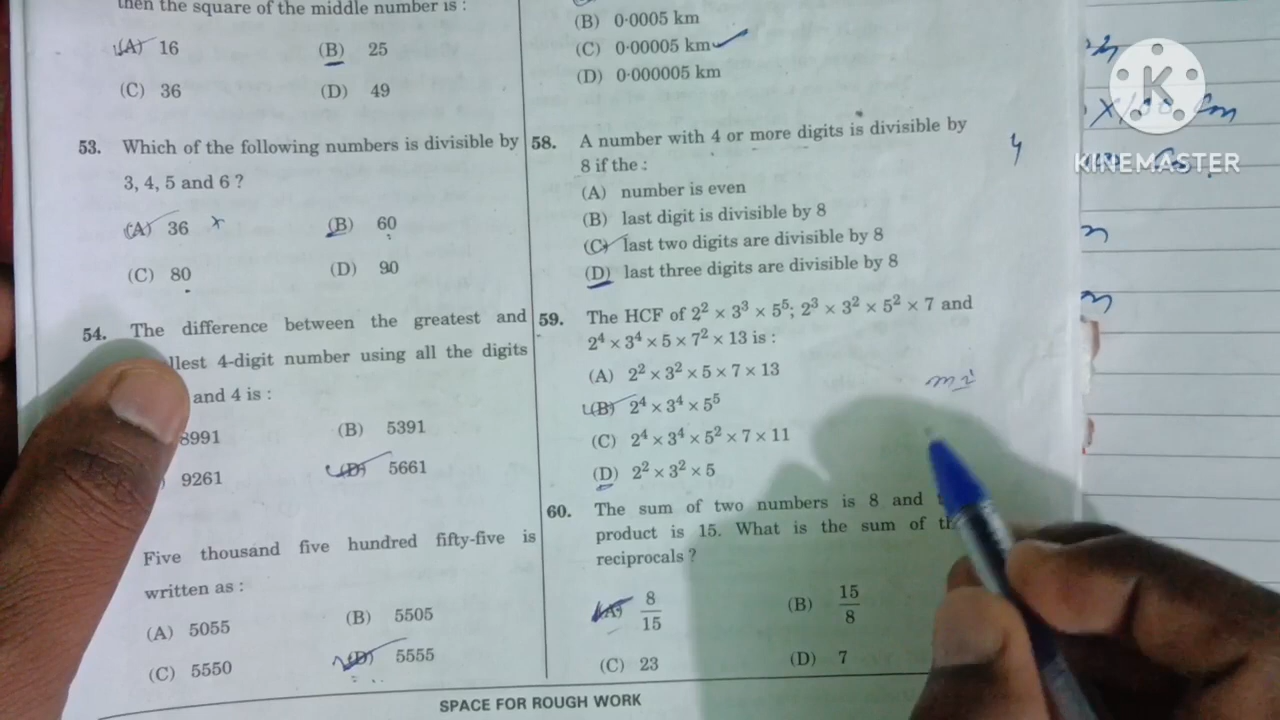 then the square of the middle number is :
(A) 16
(B) 25
(C) 36
(D) 49
53. Which of the following numbers is divisible by
3, 4, 5 and 6 ?
(A) 36 x
(B) 60
(C) 80
(D) 90
54. The difference between the greatest and
llest 4-digit number using all the digits
and 4 is :
8991
(B) 5391
9261
(D) 5661
Five thousand five hundred fifty-five is
written as :
(A) 5055
(B) 5505
(C) 5550
(D) 5555
(B) 0·0005 km
(C) 0·00005 km
(D) 0·000005 km
58. A number with 4 or more digits is divisible by
8 if the :
(A) number is even
(B) last digit is divisible by 8
(C) last two digits are divisible by 8
(D) last three digits are divisible by 8
59. The HCF of 2² × 3³ × 5⁵; 2³ × 3² × 5² × 7 and
2⁴ × 3⁴ × 5 × 7² × 13 is :
(A) 2² × 3² × 5 × 7 × 13
(B) 2⁴ × 3⁴ × 5⁵
(C) 2⁴ × 3⁴ × 5² × 7 × 11
(D) 2² × 3² × 5
60. The sum of two numbers is 8 and
product is 15. What is the sum of th
reciprocals ?
(A) 8/15
(B) 15/8
(C) 23
(D) 7
SPACE FOR ROUGH WORK
K
KINEMASTER